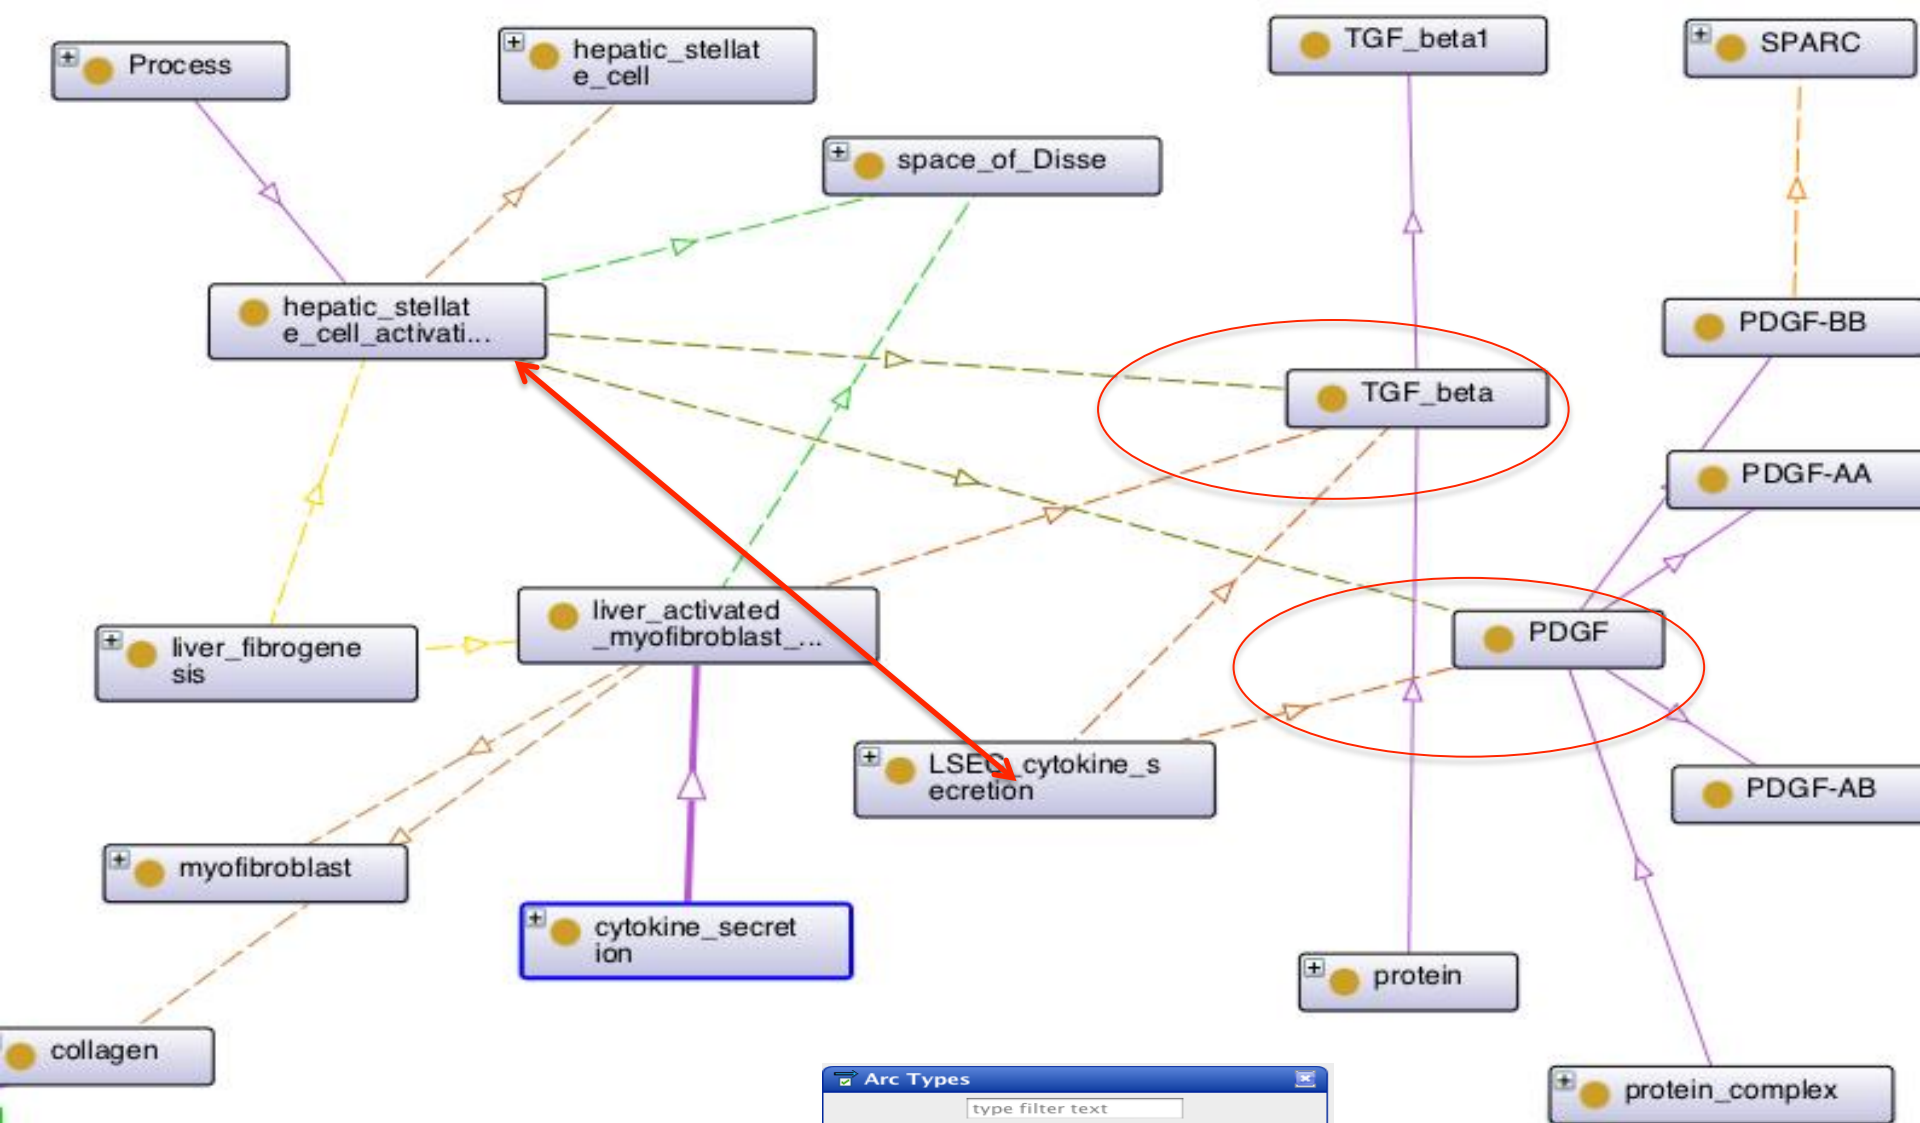 Process
hepatic_stellat
e_cell
TGF_beta1
SPARC
space_of_Disse
hepatic_stellat
e_cell_activati...
PDGF-BB
TGF_beta
PDGF-AA
liver_activated
_myofibroblast_...
PDGF
liver_fibrogene
sis
LSEC_cytokine_s
ecretion
PDGF-AB
myofibroblast
cytokine_secret
ion
protein
collagen
Arc Types
type filter text
protein_complex